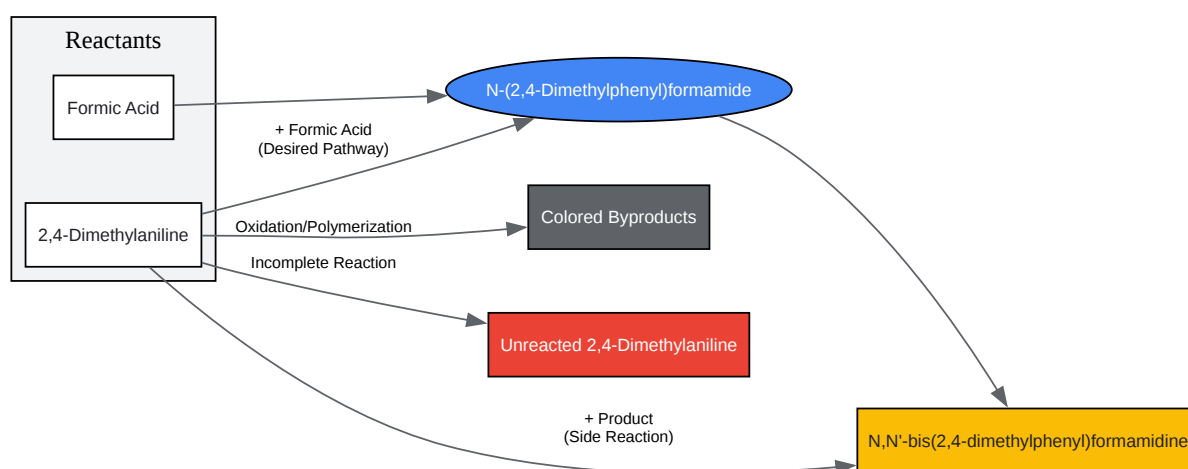 Reactants
Formic Acid
N-(2,4-Dimethylphenyl)formamide
+ Formic Acid
(Desired Pathway)
Colored Byproducts
2,4-Dimethylaniline
Oxidation/Polymerization
Incomplete Reaction
Unreacted 2,4-Dimethylaniline
+ Product
(Side Reaction)
N,N'-bis(2,4-dimethylphenyl)formamidine